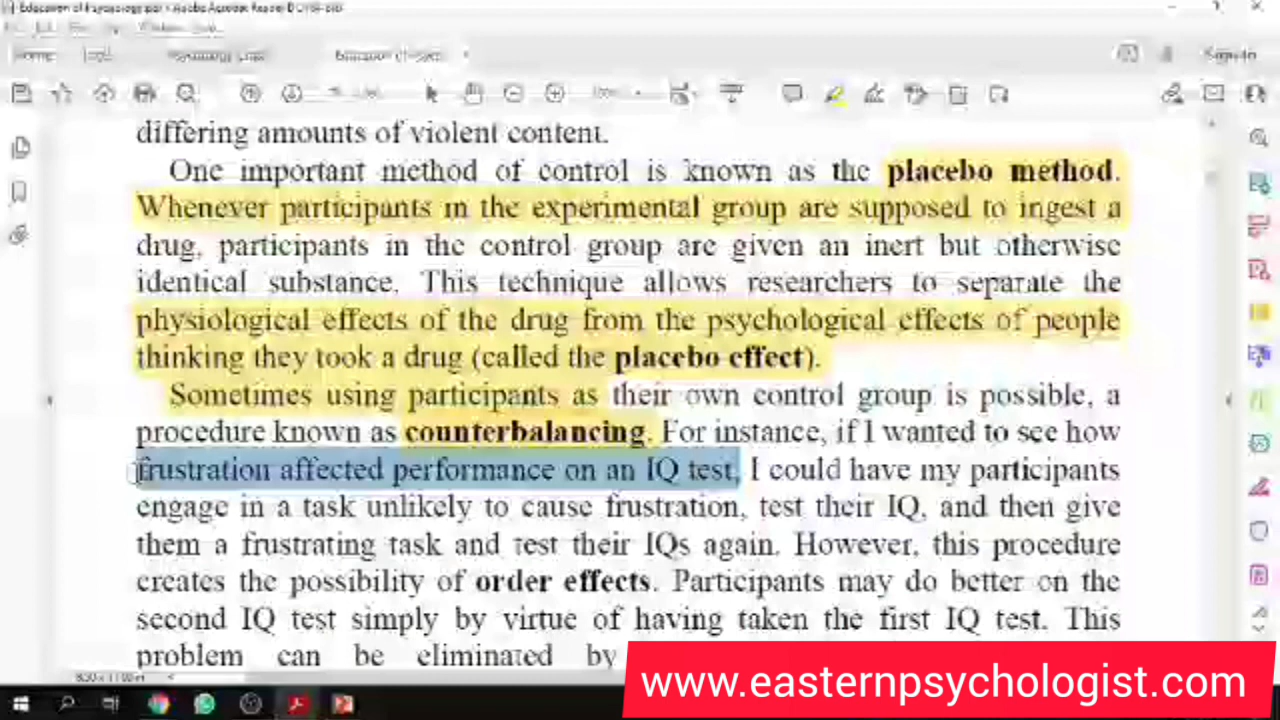 Sign In
differing amounts of violent content.
One important method of control is known as the placebo method.
Whenever participants in the experimental group are supposed to ingest a
drug, participants in the control group are given an inert but otherwise
identical substance. This technique allows researchers to separate the
physiological effects of the drug from the psychological effects of people
thinking they took a drug (called the placebo effect).
Sometimes using participants as their own control group is possible, a
procedure known as counterbalancing. For instance, if I wanted to see how
frustration affected performance on an IQ test, I could have my participants
engage in a task unlikely to cause frustration, test their IQ, and then give
them a frustrating task and test their IQs again. However, this procedure
creates the possibility of order effects. Participants may do better on the
second IQ test simply by virtue of having taken the first IQ test. This
problem can be eliminated by
www.easternpsychologist.com